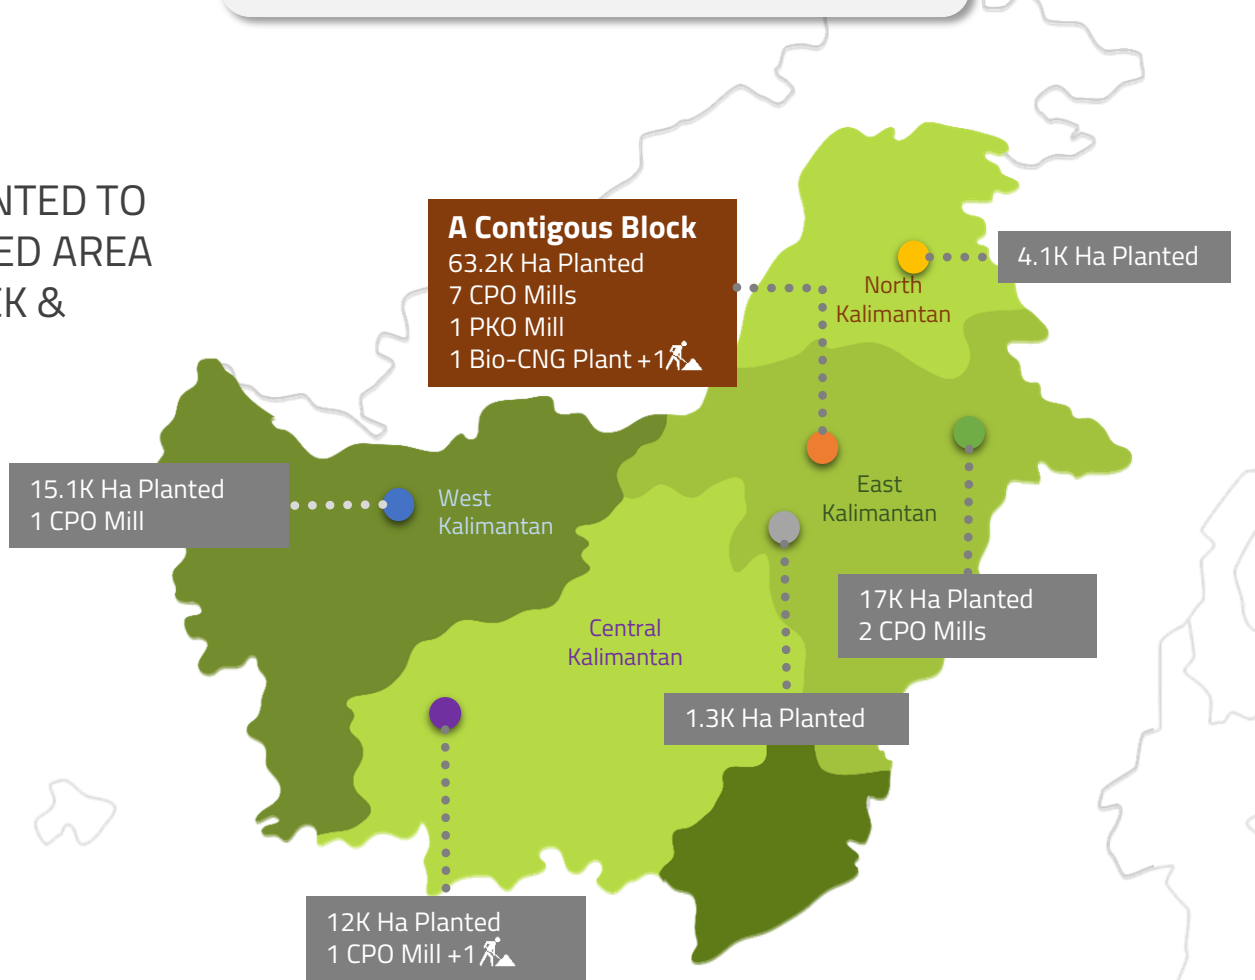 NTED TO
ED AREA
CK &
A Contigous Block
63.2K Ha Planted
7 CPO Mills
1 PKO Mill
1 Bio-CNG Plant +1
4.1K Ha Planted
North
Kalimantan
15.1K Ha Planted
1 CPO Mill
West
Kalimantan
East
Kalimantan
17K Ha Planted
2 CPO Mills
Central
Kalimantan
1.3K Ha Planted
12K Ha Planted
1 CPO Mill +1